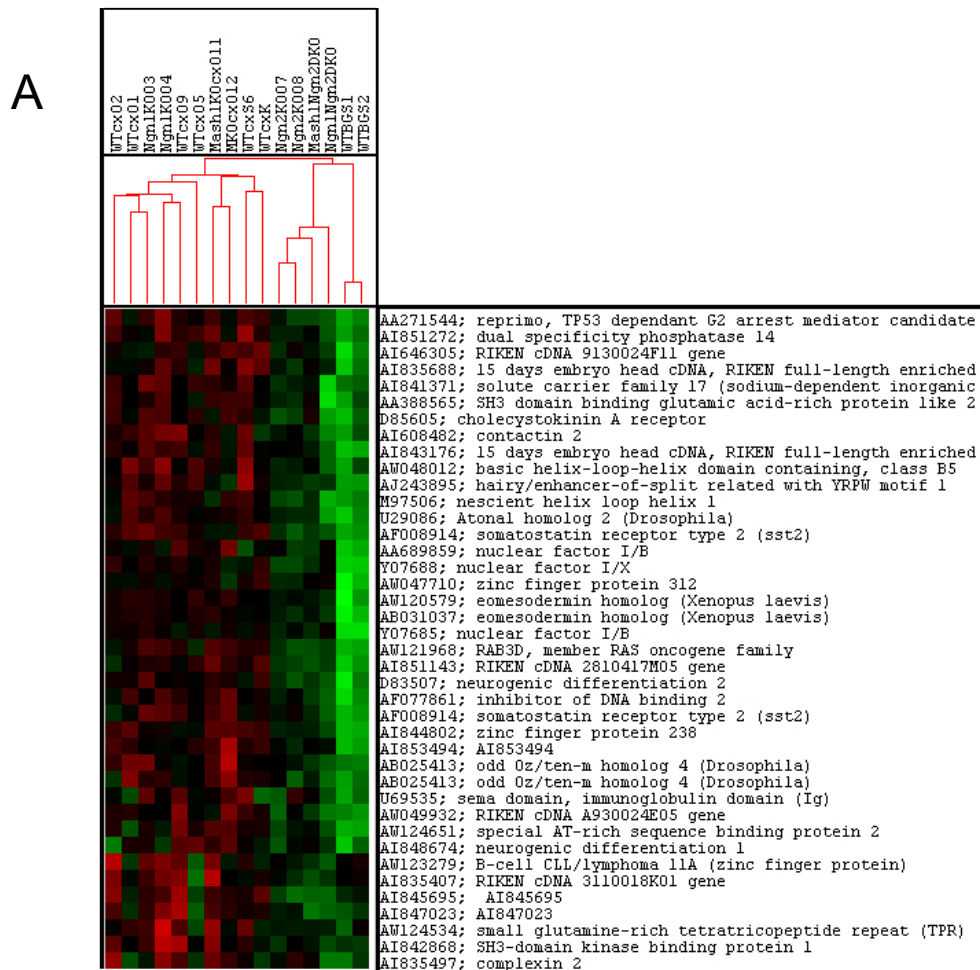 A
WTcx02
WTcx01
Ngn1KO03
Ngn1KO04
WTcx09
WTcx05
Mash1KOcxO11
MKOcxO12
WTcxS6
WTcxK
Ngn2KO07
Ngn2KO08
Mash1Ngn2DKO
Ngn1Ngn2DKO
WTBGS1
WTBGS2
AA271544; reprimo, TP53 dependant G2 arrest mediator candidate
AI851272; dual specificity phosphatase 14
AI646305; RIKEN cDNA 9130024F11 gene
AI835688; 15 days embryo head cDNA, RIKEN full-length enriched
AI841371; solute carrier family 17 (sodium-dependent inorganic
AA388565; SH3 domain binding glutamic acid-rich protein like 2
D85605; cholecystokinin A receptor
AI608482; contactin 2
AI843176; 15 days embryo head cDNA, RIKEN full-length enriched
AW048012; basic helix-loop-helix domain containing, class B5
AJ243895; hairy/enhancer-of-split related with YRPW motif 1
M97506; nescient helix loop helix 1
U29086; Atonal homolog 2 (Drosophila)
AF008914; somatostatin receptor type 2 (sst2)
AA689859; nuclear factor I/B
Y07688; nuclear factor I/X
AW047710; zinc finger protein 312
AW120579; eomesodermin homolog (Xenopus laevis)
AB031037; eomesodermin homolog (Xenopus laevis)
Y07685; nuclear factor I/B
AW121968; RAB3D, member RAS oncogene family
AI851143; RIKEN cDNA 2810417M05 gene
D83507; neurogenic differentiation 2
AF077861; inhibitor of DNA binding 2
AF008914; somatostatin receptor type 2 (sst2)
AI844802; zinc finger protein 238
AI853494; AI853494
AB025413; odd Oz/ten-m homolog 4 (Drosophila)
AB025413; odd Oz/ten-m homolog 4 (Drosophila)
U69535; sema domain, immunoglobulin domain (Ig)
AW049932; RIKEN cDNA A930024E05 gene
AW124651; special AT-rich sequence binding protein 2
AI848674; neurogenic differentiation 1
AW123279; B-cell CLL/lymphoma 11A (zinc finger protein)
AI835407; RIKEN cDNA 3110018K01 gene
AI845695; AI845695
AI847023; AI847023
AW124534; small glutamine-rich tetratricopeptide repeat (TPR)
AI842868; SH3-domain kinase binding protein 1
AI835497; complexin 2